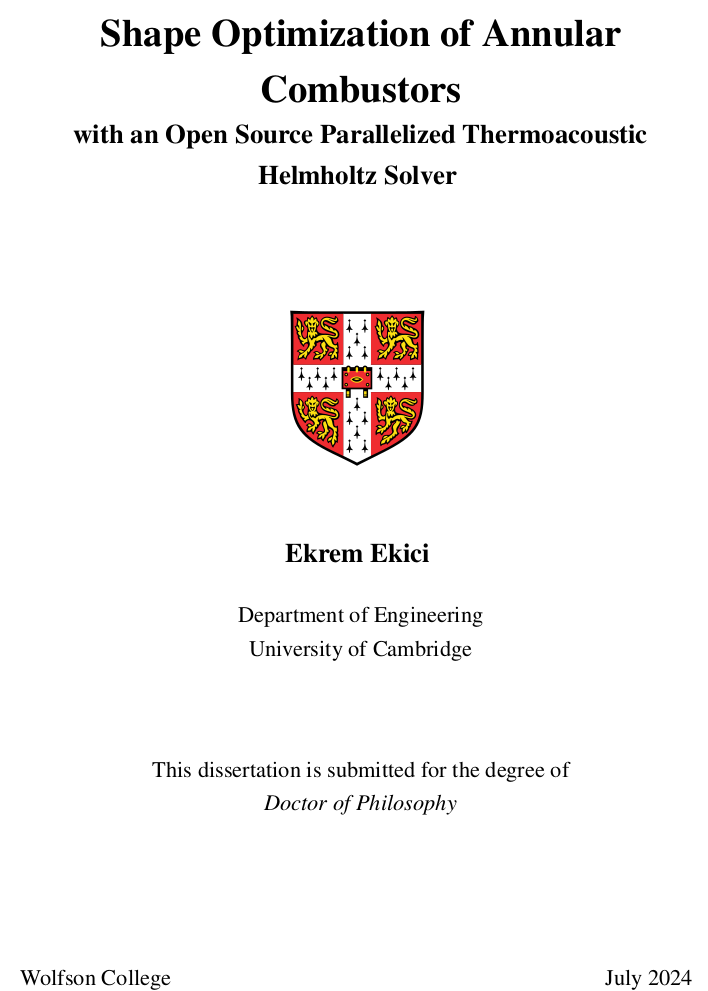 Shape Optimization of Annular
Combustors
with an Open Source Parallelized Thermoacoustic
Helmholtz Solver
Ekrem Ekici
Department of Engineering
University of Cambridge
This dissertation is submitted for the degree of
Doctor of Philosophy
Wolfson College
July 2024